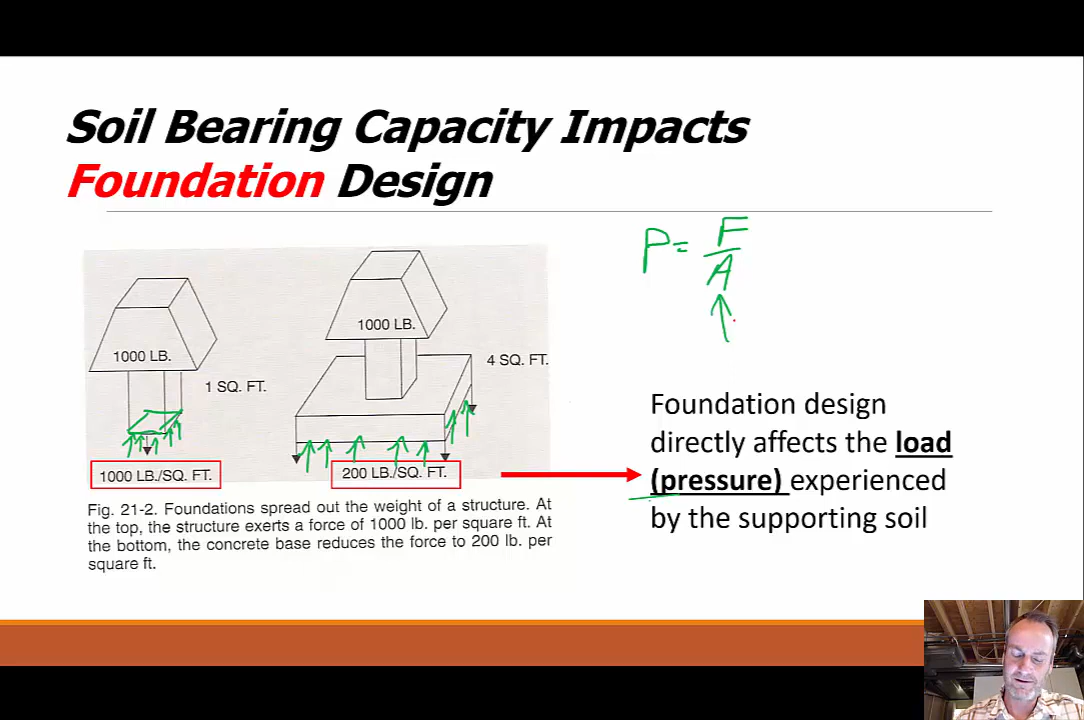 Soil Bearing Capacity Impacts
Foundation Design
P = F/A
1000 LB.
1 SQ. FT.
1000 LB./SQ. FT.
1000 LB.
4 SQ. FT.
200 LB./SQ. FT.
Fig. 21-2. Foundations spread out the weight of a structure. At
the top, the structure exerts a force of 1000 lb. per square ft. At
the bottom, the concrete base reduces the force to 200 lb. per
square ft.
Foundation design
directly affects the load
(pressure) experienced
by the supporting soil